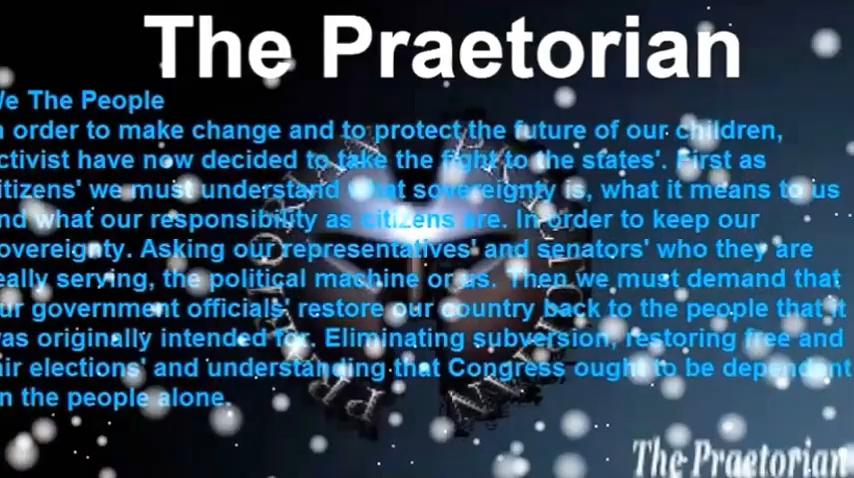 The Praetorian
We The People
n order to make change and to protect the future of our children,
ctivist have now decided to take the fight to the states'. First as
itizens' we must understand what sovereignty is, what it means to us
nd what our responsibility as citizens are. In order to keep our
overeignty. Asking our representatives' and senators' who they are
eally serving, the political machine or us. Then we must demand that
ur government officials' restore our country back to the people that it
was originally intended for. Eliminating subversion, restoring free and
air elections' and understanding that Congress ought to be dependent
n the people alone.
The Praetorian